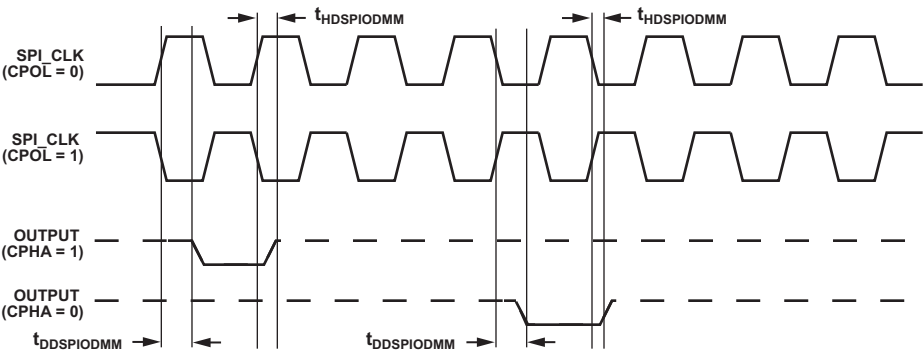 tHDSPIODMM
tHDSPIODMM
SPI_CLK
(CPOL = 0)
SPI_CLK
(CPOL = 1)
OUTPUT
(CPHA = 1)
OUTPUT
(CPHA = 0)
tDDSPIODMM
tDDSPIODMM